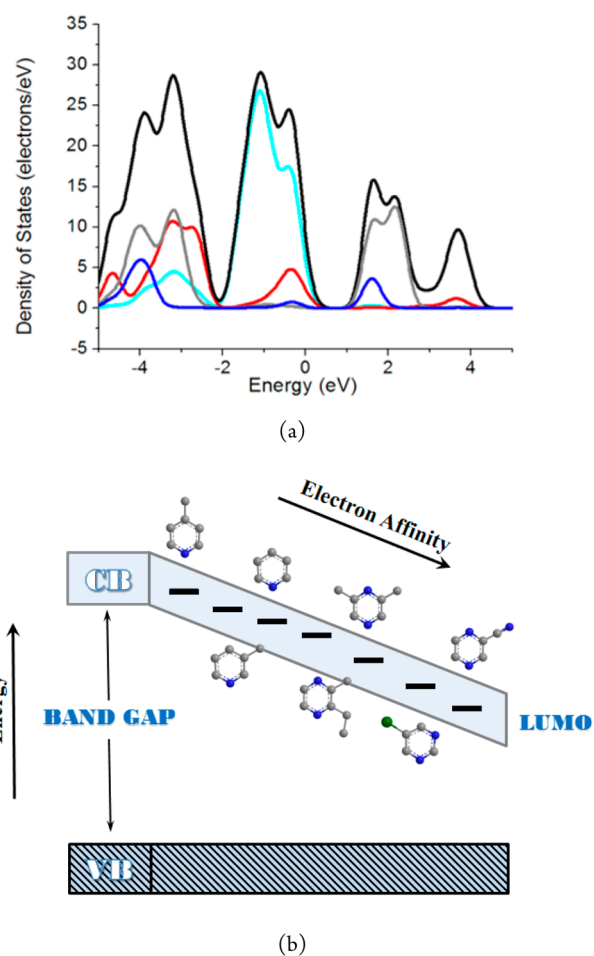 35
30
25
20
15
10
5
0
-5
Density of States (electrons/eV)
-4 -2 0 2 4
Energy (eV)
(a)
Electron Affinity
CB
BAND GAP
LUMO
VB
(b)